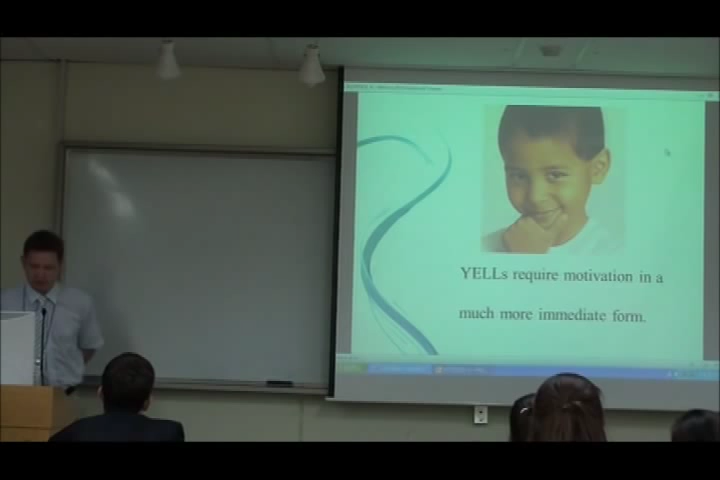 YELLs require motivation in a
much more immediate form.